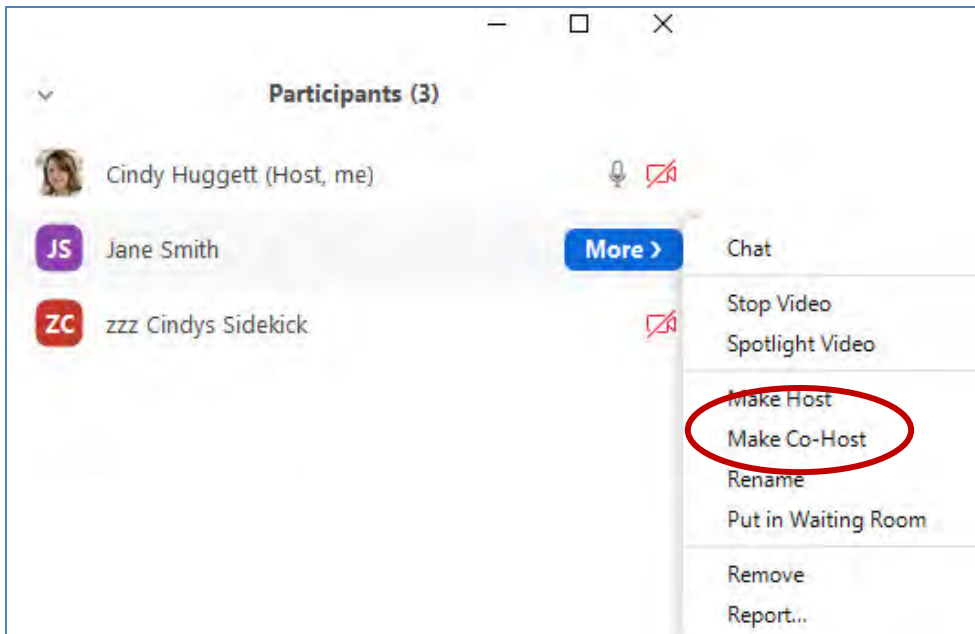 Participants (3)
Cindy Huggett (Host, me)
JS Jane Smith More >
ZC zzz Cindys Sidekick
Chat
Stop Video
Spotlight Video
Make Host
Make Co-Host
Rename
Put in Waiting Room
Remove
Report...